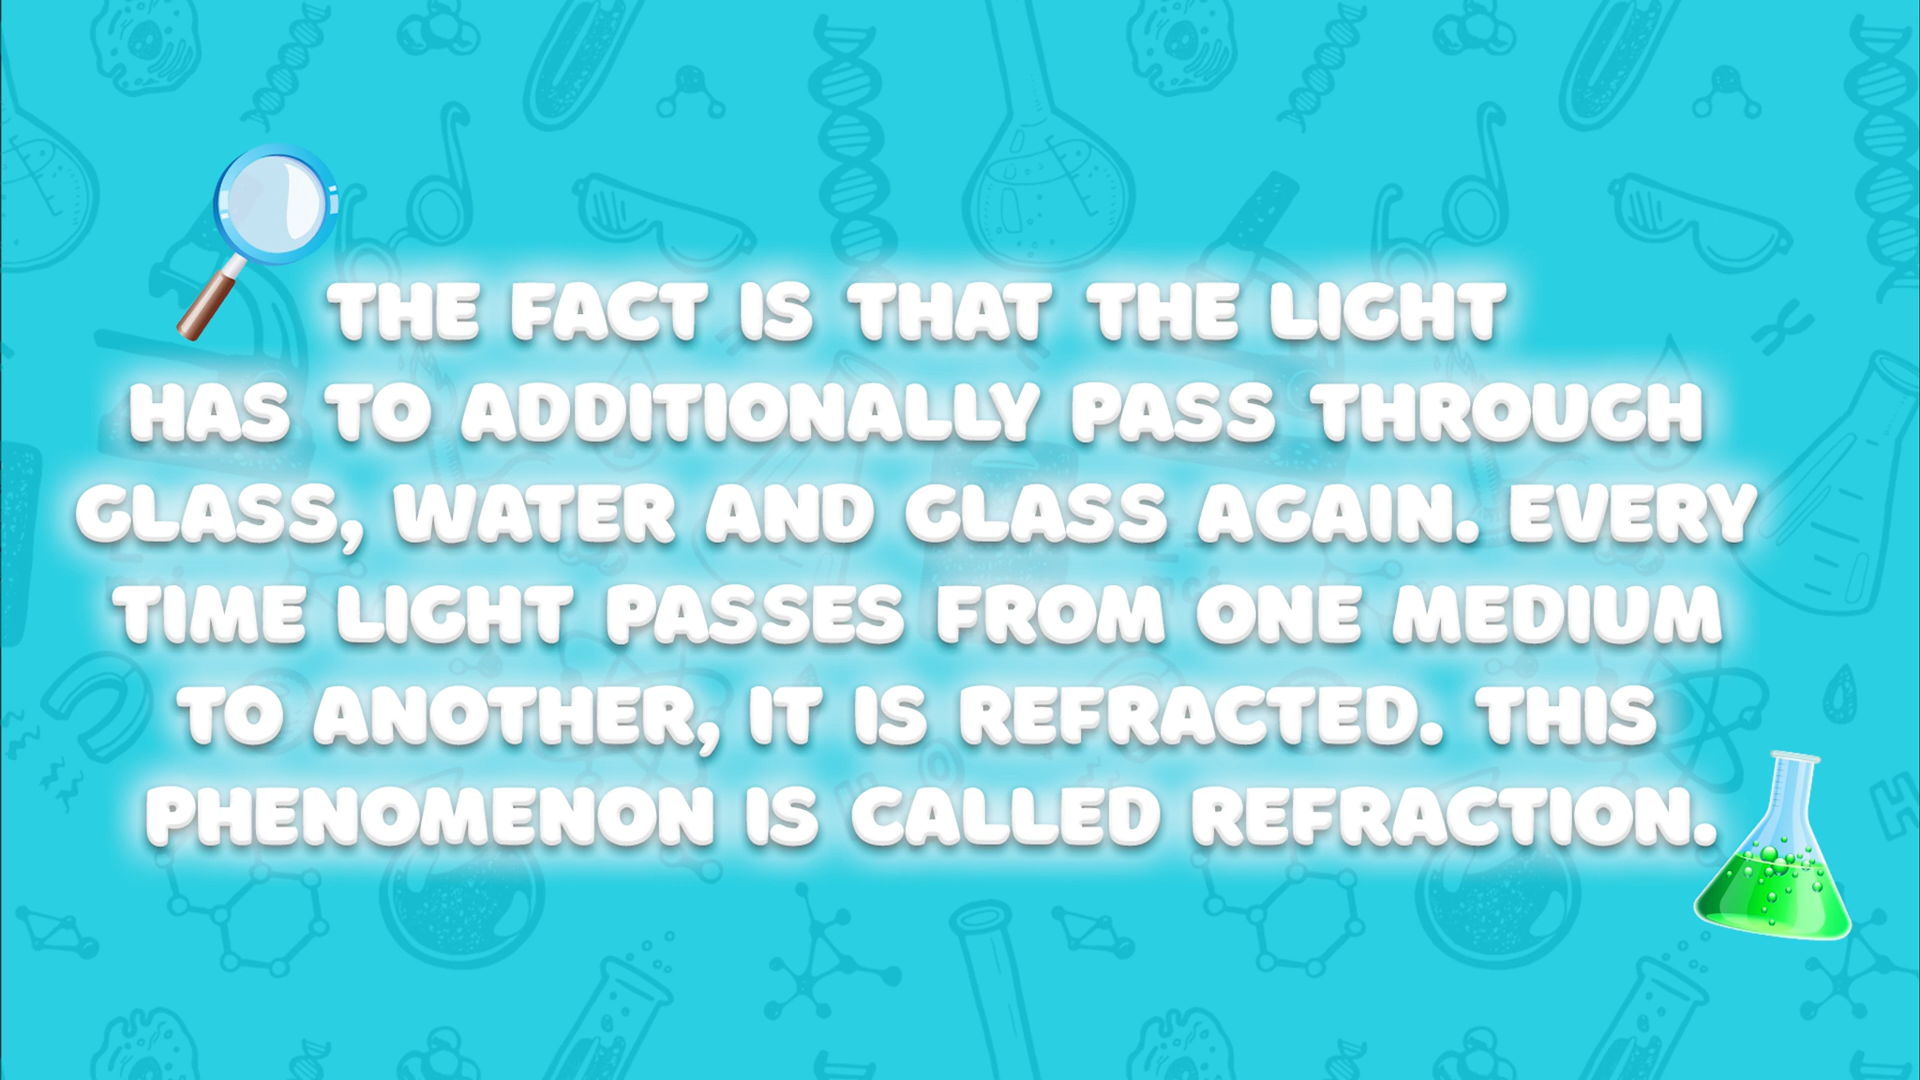 THE FACT IS THAT THE LIGHT
HAS TO ADDITIONALLY PASS THROUGH
GLASS, WATER AND GLASS AGAIN. EVERY
TIME LIGHT PASSES FROM ONE MEDIUM
TO ANOTHER, IT IS REFRACTED. THIS
PHENOMENON IS CALLED REFRACTION.